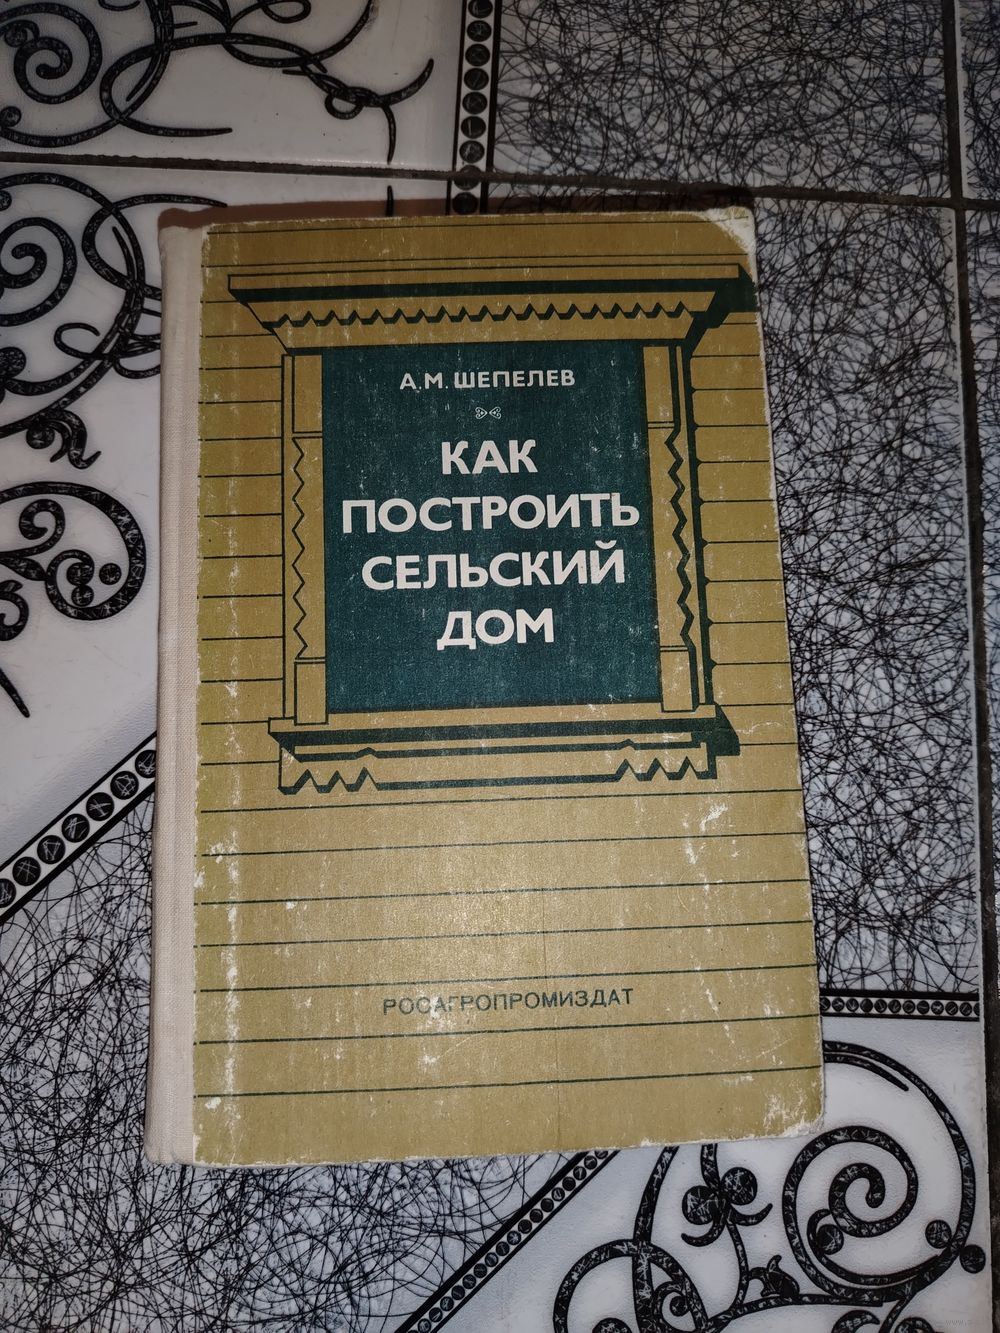 А.М. ШЕПЕЛЕВ
КАК
ПОСТРОИТЬ
СЕЛЬСКИЙ
ДОМ
РОСАГРОПРОМИЗДАТ